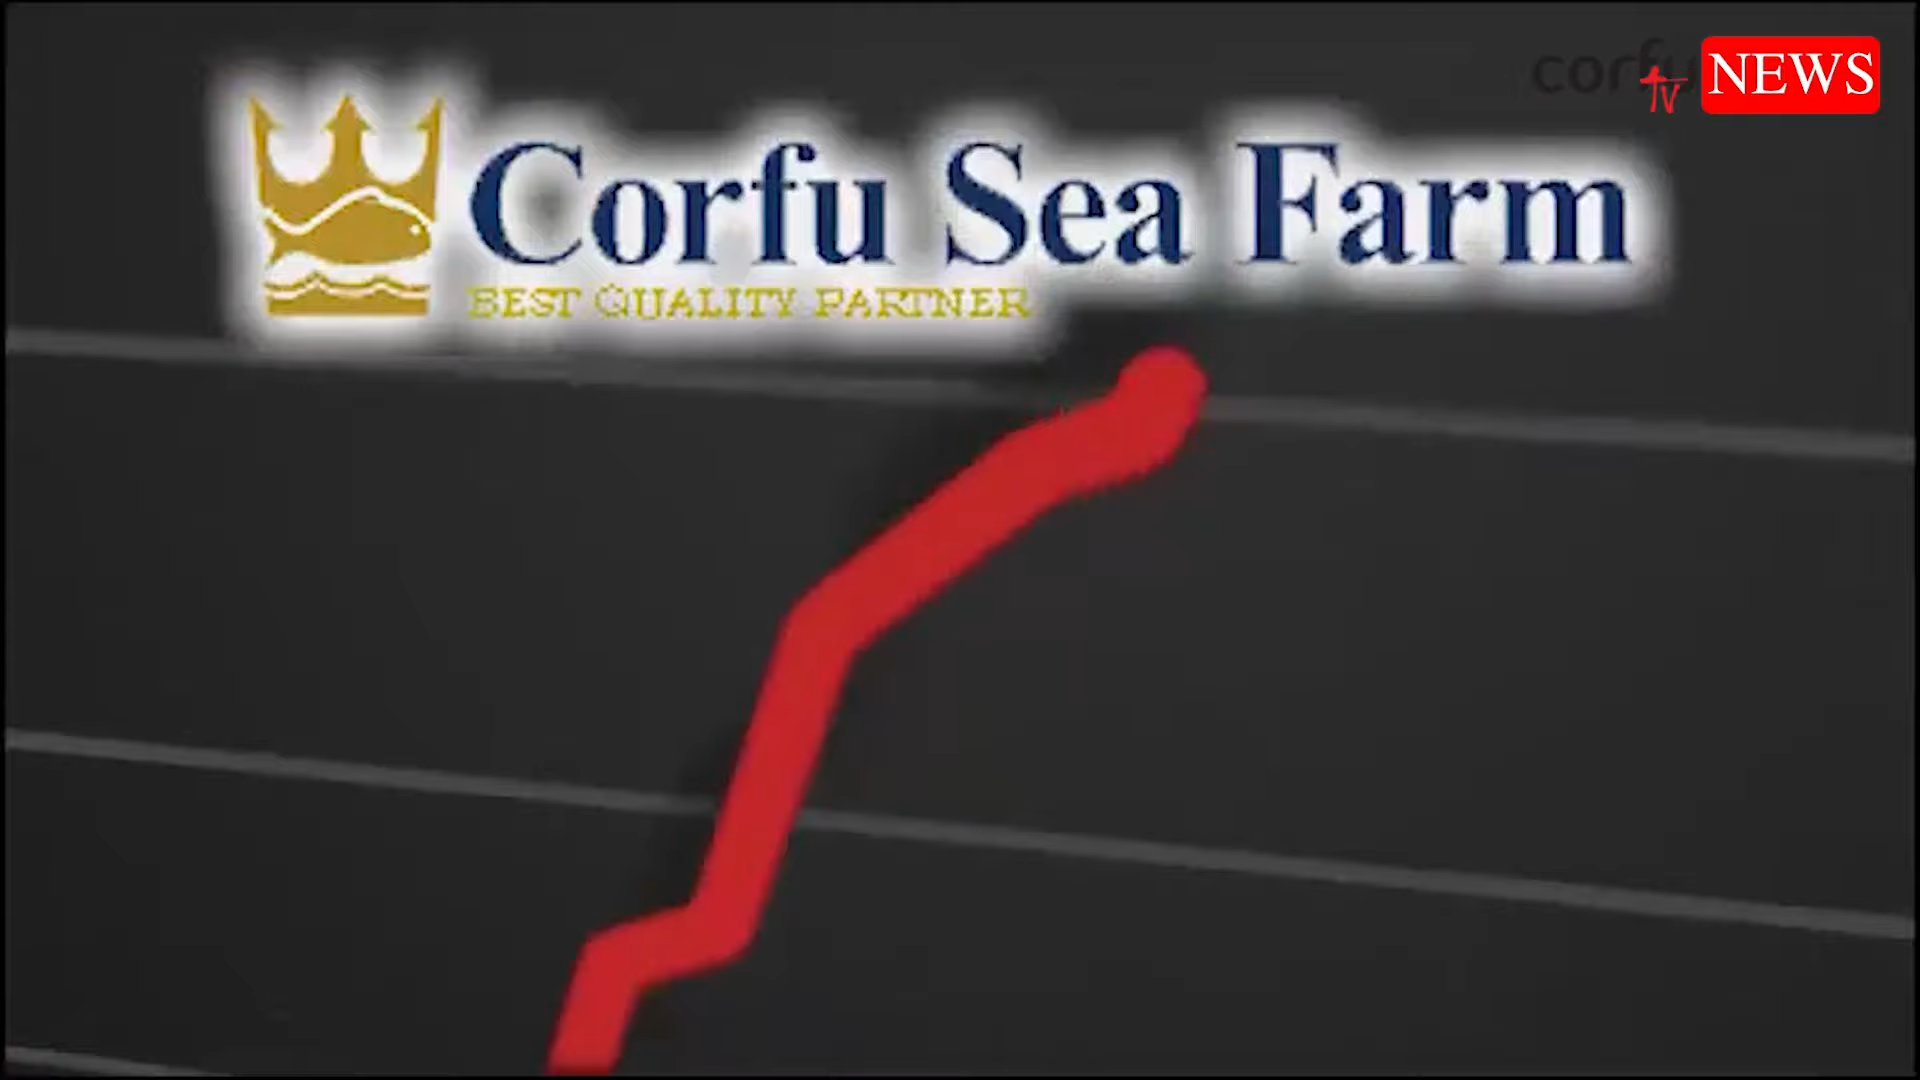 corfu
tv
NEWS
Corfu Sea Farm
BEST QUALITY PARTNER